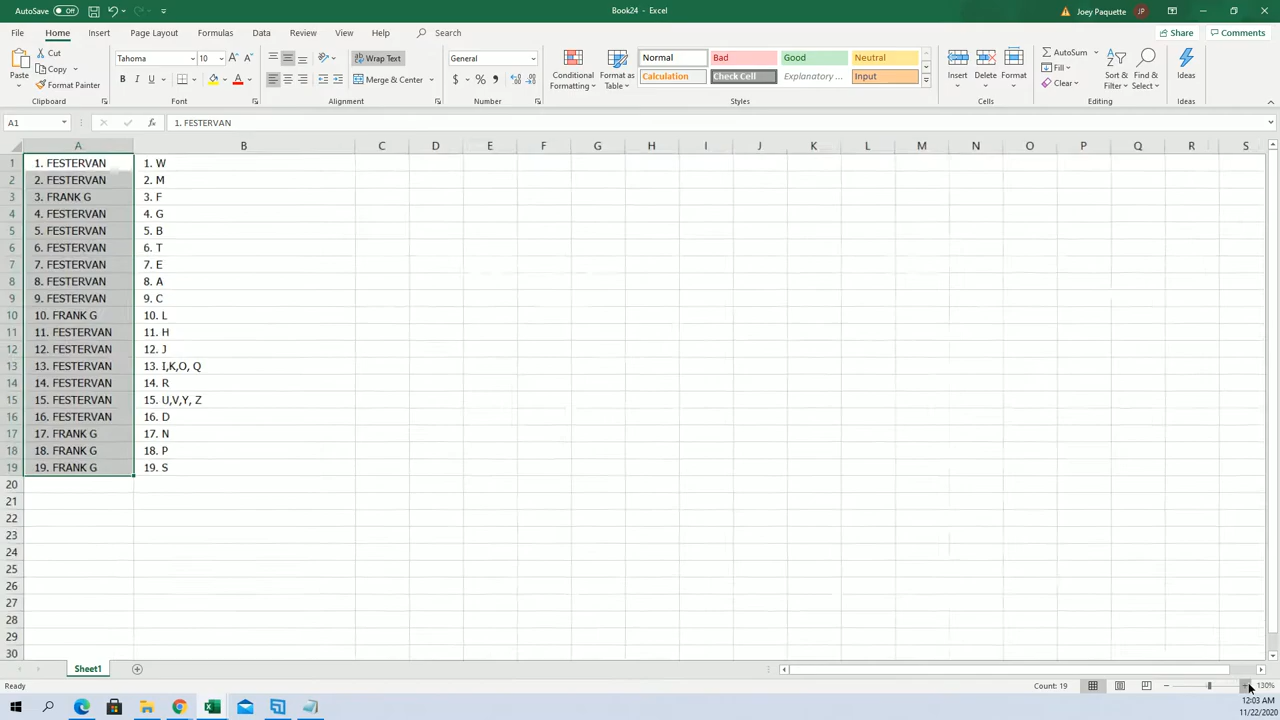 AutoSave Off Book24 - Excel Joey Paquette JP
File Home Insert Page Layout Formulas Data Review View Help Search Share Comments
Paste Cut Copy Format Painter Clipboard
Tahoma 10 B I U A A A Font
Wrap Text Merge & Center Alignment
General $ % Number
Conditional Formatting Format as Table
Normal Bad Good Neutral
Calculation Check Cell Explanatory ... Input
Styles
Insert Delete Format Cells
AutoSum Fill Clear Sort & Filter Find & Select Editing
Ideas Ideas
A1 fx 1. FESTERVAN
A B C D E F G H I J K L M N O P Q R S
1 1. FESTERVAN 1. W
2 2. FESTERVAN 2. M
3 3. FRANK G 3. F
4 4. FESTERVAN 4. G
5 5. FESTERVAN 5. B
6 6. FESTERVAN 6. T
7 7. FESTERVAN 7. E
8 8. FESTERVAN 8. A
9 9. FESTERVAN 9. C
10 10. FRANK G 10. L
11 11. FESTERVAN 11. H
12 12. FESTERVAN 12. J
13 13. FESTERVAN 13. I,K,O, Q
14 14. FESTERVAN 14. R
15 15. FESTERVAN 15. U,V,Y, Z
16 16. FESTERVAN 16. D
17 17. FRANK G 17. N
18 18. FRANK G 18. P
19 19. FRANK G 19. S
20
21
22
23
24
25
26
27
28
29
30
Sheet1
Ready Count: 19 130%
12:03 AM
11/22/2020